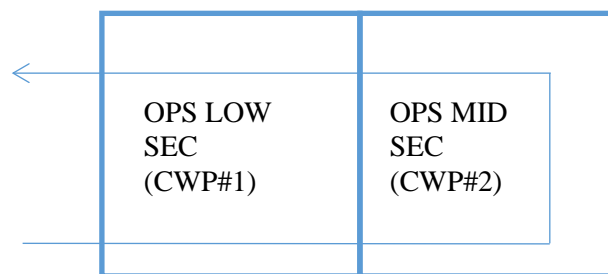 OPS LOW
SEC
(CWP#1)
OPS MID
SEC
(CWP#2)